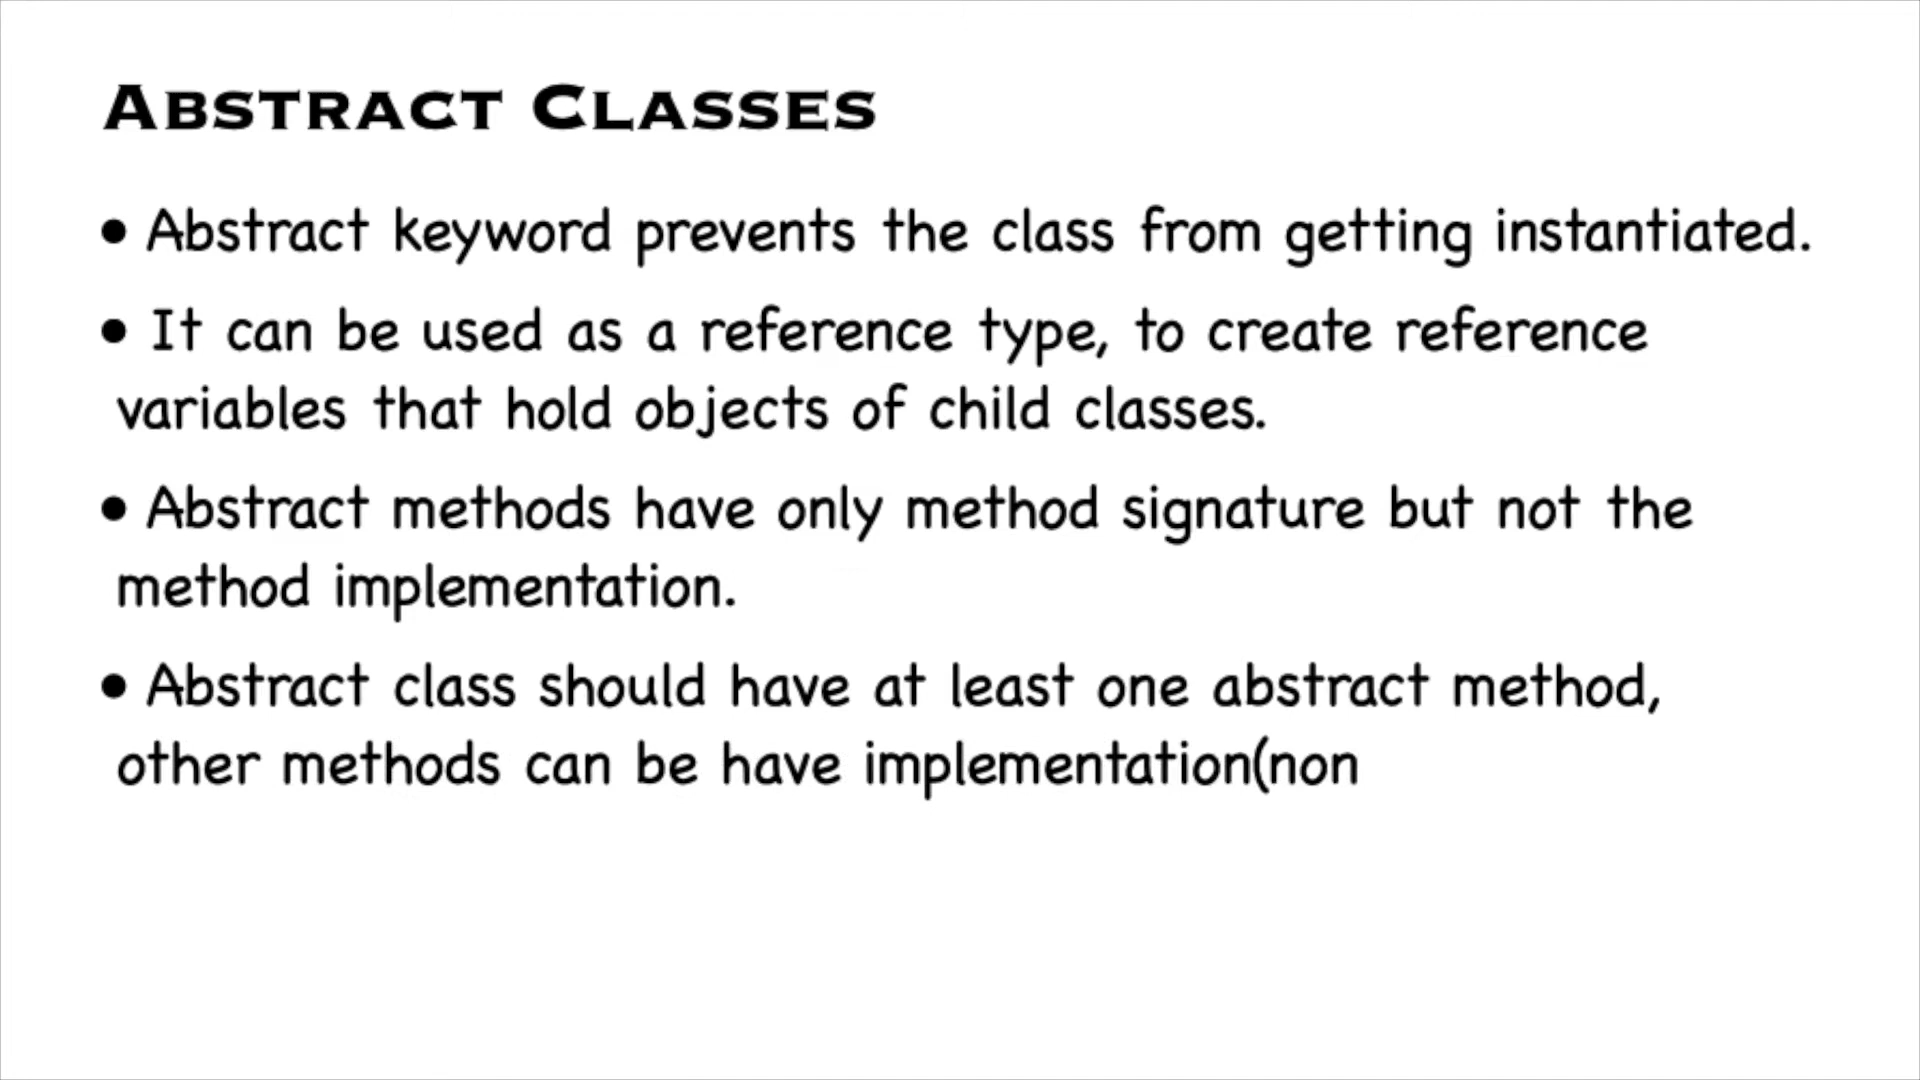 ABSTRACT CLASSES
• Abstract keyword prevents the class from getting instantiated.
• It can be used as a reference type, to create reference
variables that hold objects of child classes.
• Abstract methods have only method signature but not the
method implementation.
• Abstract class should have at least one abstract method,
other methods can be have implementation(non